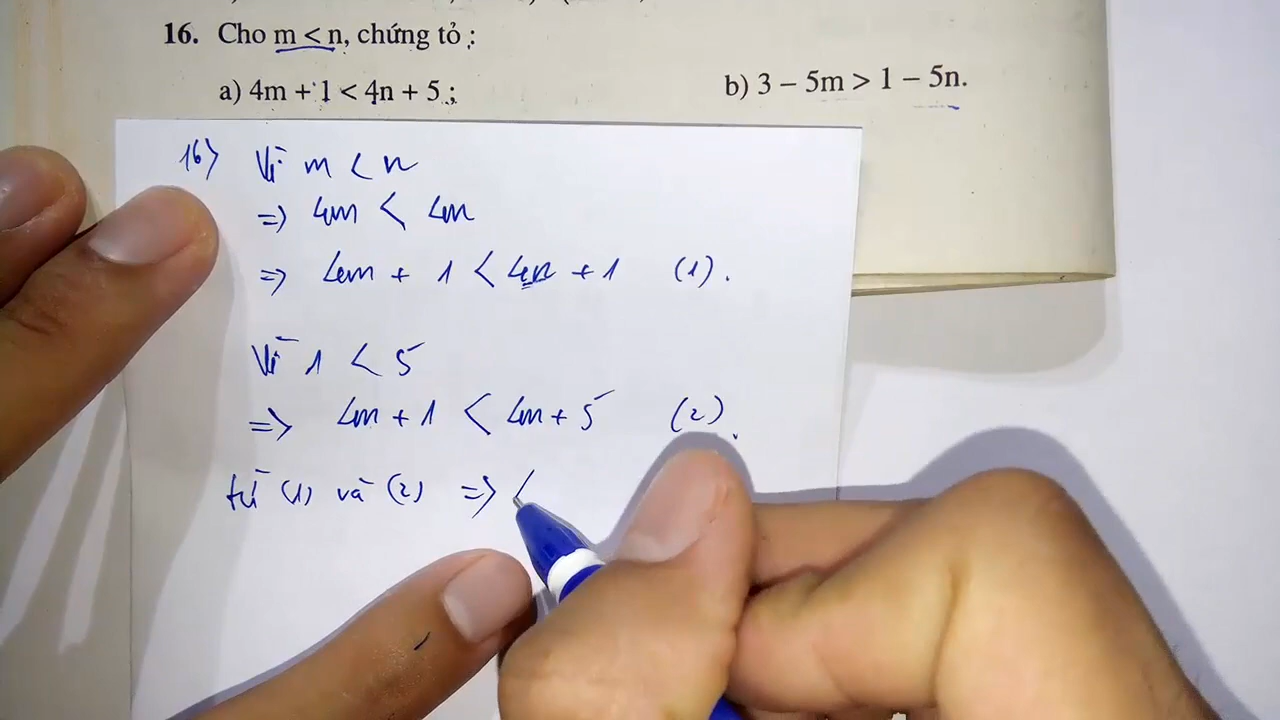 16. Cho m < n, chứng tỏ :
a) 4m + 1 < 4n + 5 ;
b) 3 – 5m > 1 – 5n.
16) Vì m < n
=> 4m < 4n
=> 4m + 1 < 4n + 1 (1).
Vì 1 < 5
=> 4n + 1 < 4n + 5 (2).
từ (1) và (2) =>